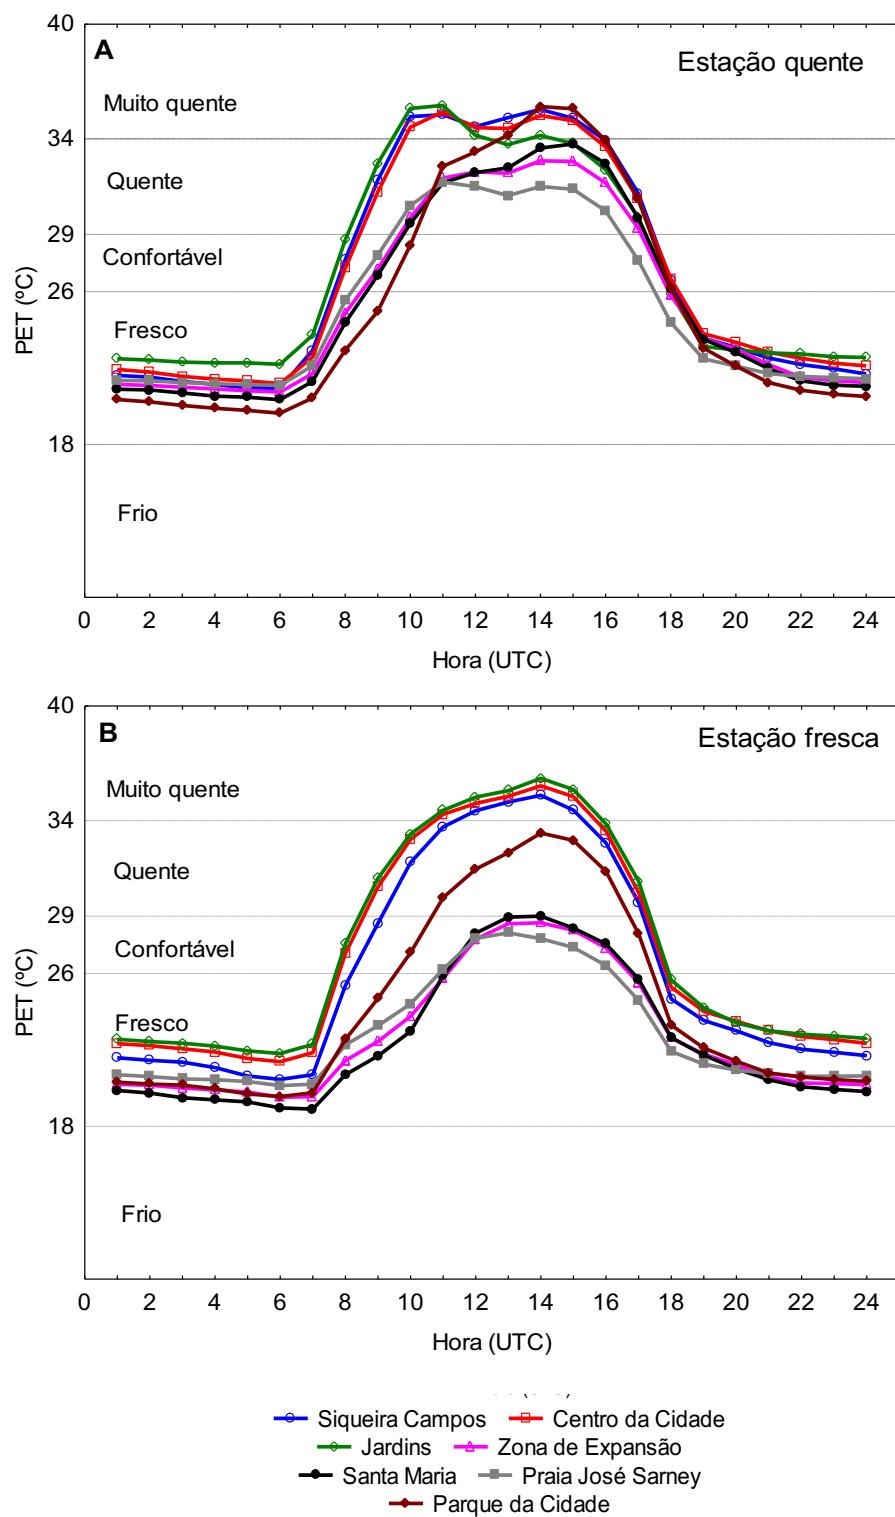 40
A
Estação quente
Muito quente
34
Quente
29
Confortável
26
PET (ºC)
Fresco
18
Frio
0 2 4 6 8 10 12 14 16 18 20 22 24
Hora (UTC)
40
B
Estação fresca
Muito quente
34
Quente
29
Confortável
26
PET (ºC)
Fresco
18
Frio
0 2 4 6 8 10 12 14 16 18 20 22 24
Hora (UTC)
Siqueira Campos Centro da Cidade
Jardins Zona de Expansão
Santa Maria Praia José Sarney
Parque da Cidade